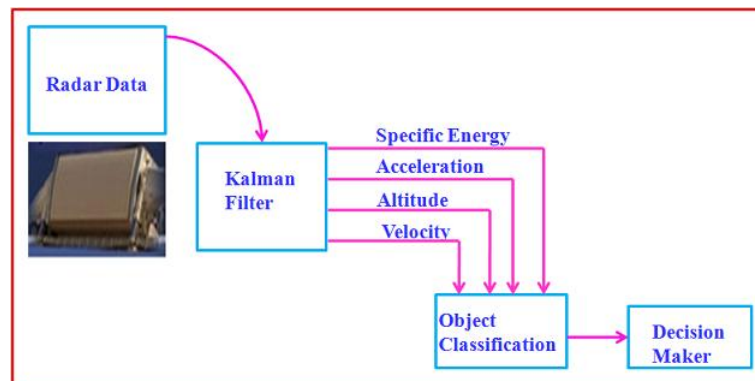 Radar Data
Kalman
Filter
Specific Energy
Acceleration
Altitude
Velocity
Object
Classification
Decision
Maker